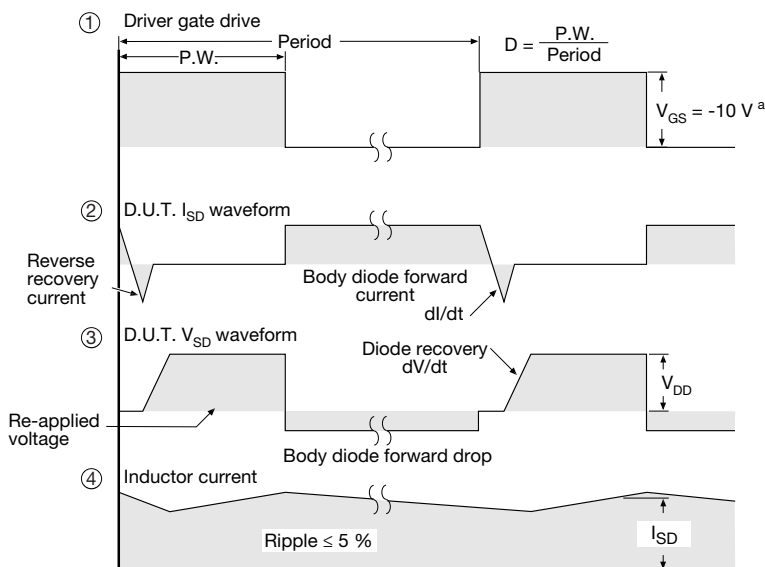 ① Driver gate drive
Period
P.W.
D = P.W. / Period
V_GS = -10 V ^a
② D.U.T. I_SD waveform
Reverse
recovery
current
Body diode forward
current
dI/dt
③ D.U.T. V_SD waveform
Diode recovery
dV/dt
V_DD
Re-applied
voltage
Body diode forward drop
④ Inductor current
Ripple ≤ 5 %
I_SD